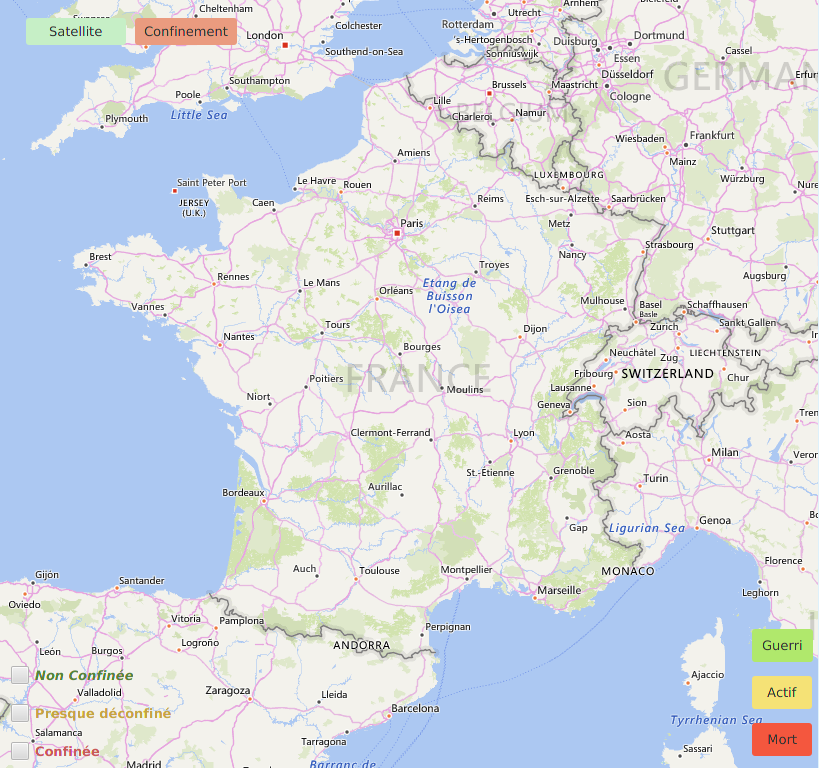 Cheltenham
Utrecht
Arnhem
Rotterdam
Colchester
Satellite
Confinement
London
's-Hertogenbosch
Dortmund
Duisburg
Southend-on-Sea
Sonniuswijk
Essen
Cassel
Düsseldorf
GERMAN
Erfur
Southampton
Brussels
Maastricht
Poole
Cologne
Lille
BELGIUM
Plymouth
Little Sea
Charleroi
Namur
Wiesbaden
Frankfurt
Amiens
Mainz
LUXEMBOURG
Würzburg
Saint Peter Port
Le Havre
Rouen
Nure
JERSEY
(U.K.)
Caen
Reims
Esch-sur-Alzette
Saarbrücken
Paris
Metz
Stuttgart
Strasbourg
Brest
Nancy
Troyes
Rennes
Augsburg
Le Mans
Orléans
Etang de
Buisson
l'Oisea
Mulhouse
Basel
Basle
Schaffhausen
Vannes
Tours
Dijon
Zürich
Sankt Gallen
Nantes
Bourges
Neuchâtel
Zug
LIECHTENSTEIN
FRANCE
Poitiers
Fribourg
SWITZERLAND
Chur
Moulins
Lausanne
Niort
Geneva
Sion
Clermont-Ferrand
Lyon
Aosta
Tren
Milan
Veror
St.-Etienne
Grenoble
Turin
Aurillac
Bordeaux
Gap
Ligurian Sea
Genoa
Bo
Florence
Auch
Toulouse
Montpellier
MONACO
Gijón
Santander
Marseille
Leghorn
Oviedo
Vitoria
Pamplona
Perpignan
Logroño
ANDORRA
Guerri
León
Burgos
Non Confinée
Ajaccio
Valladolid
Zaragoza
Lleida
Actif
Presque déconfiné
Barcelona
Tyrrhenian Sea
Salamanca
Tarragona
Mort
Confinée
Sassari
Madrid
Barranc de